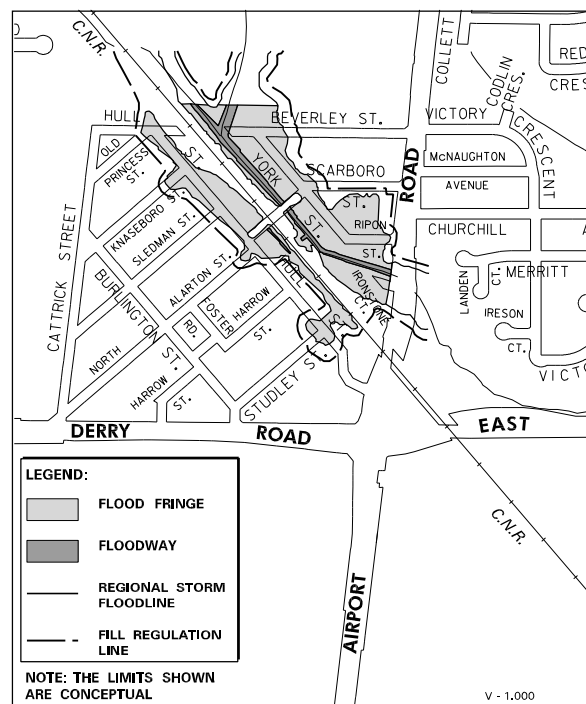 C.N.R.
COLLETT
RED
CRES
CODLIN
CRES.
HULL
ST.
BEVERLEY ST.
VICTORY
CRESCENT
OLD
PRINCESS
ST.
YORK
ST.
SCARBORO
ST.
ROAD
McNAUGHTON
AVENUE
KNASEBORO ST.
SLEDMAN ST.
RIPON
ST.
CHURCHILL
A
CATTRICK STREET
BURLINGTON
ST.
ALARTON ST.
HULL
IRONSTONE
CT.
LANDEN
CT.
MERRITT
IRESON
CT.
HARROW
ST.
FOSTER
RD.
NORTH
HARROW
ST.
STUDLEY ST.
VICTO
DERRY ROAD EAST
C.N.R.
AIRPORT
LEGEND:
FLOOD FRINGE
FLOODWAY
REGIONAL STORM
FLOODLINE
FILL REGULATION
LINE
NOTE: THE LIMITS SHOWN
ARE CONCEPTUAL
V - 1.000